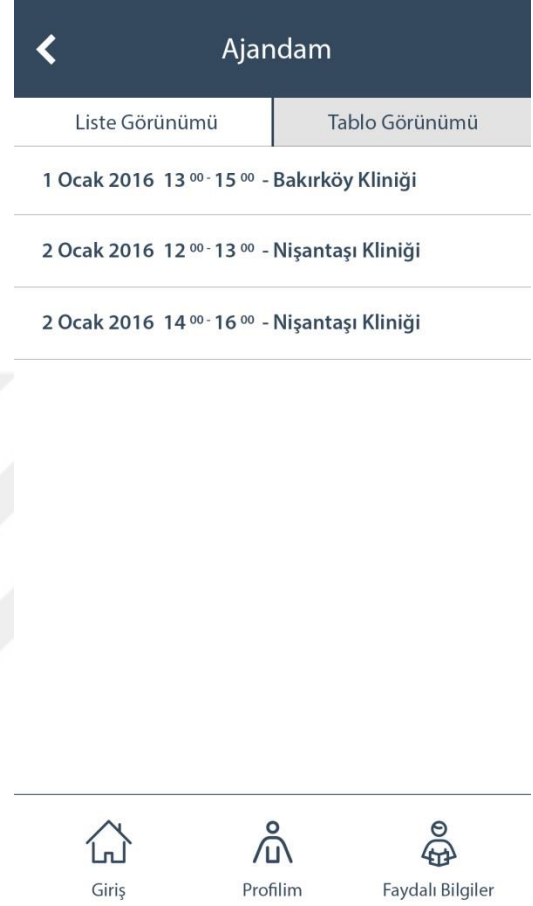 Ajandam
Liste Görünümü Tablo Görünümü
1 Ocak 2016 13 00 - 15 00 - Bakırköy Kliniği
2 Ocak 2016 12 00 - 13 00 - Nişantaşı Kliniği
2 Ocak 2016 14 00 - 16 00 - Nişantaşı Kliniği
Giriş Profilim Faydalı Bilgiler